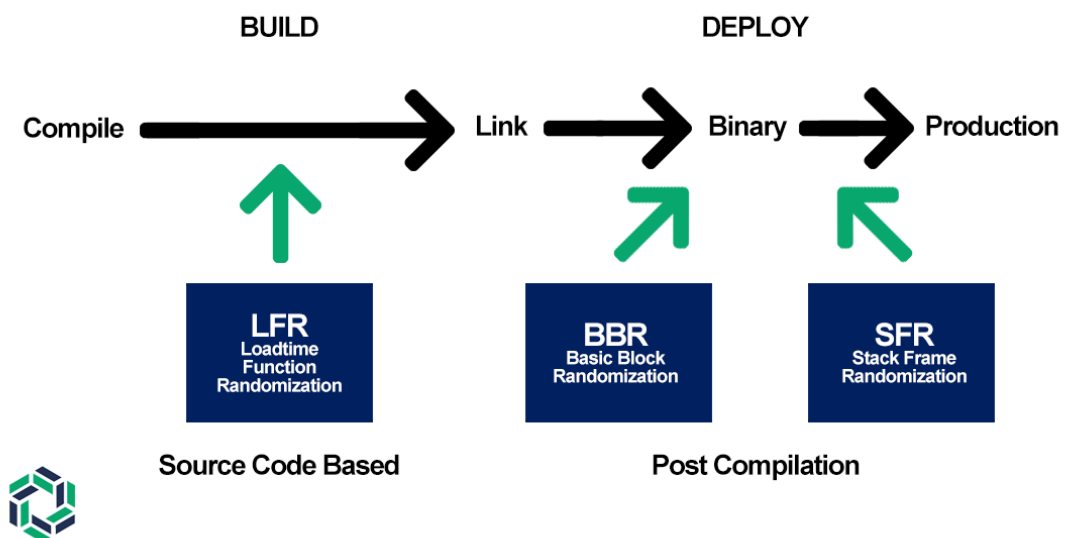 BUILD
DEPLOY
Compile
Link
Binary
Production
LFR
Loadtime
Function
Randomization
BBR
Basic Block
Randomization
SFR
Stack Frame
Randomization
Source Code Based
Post Compilation